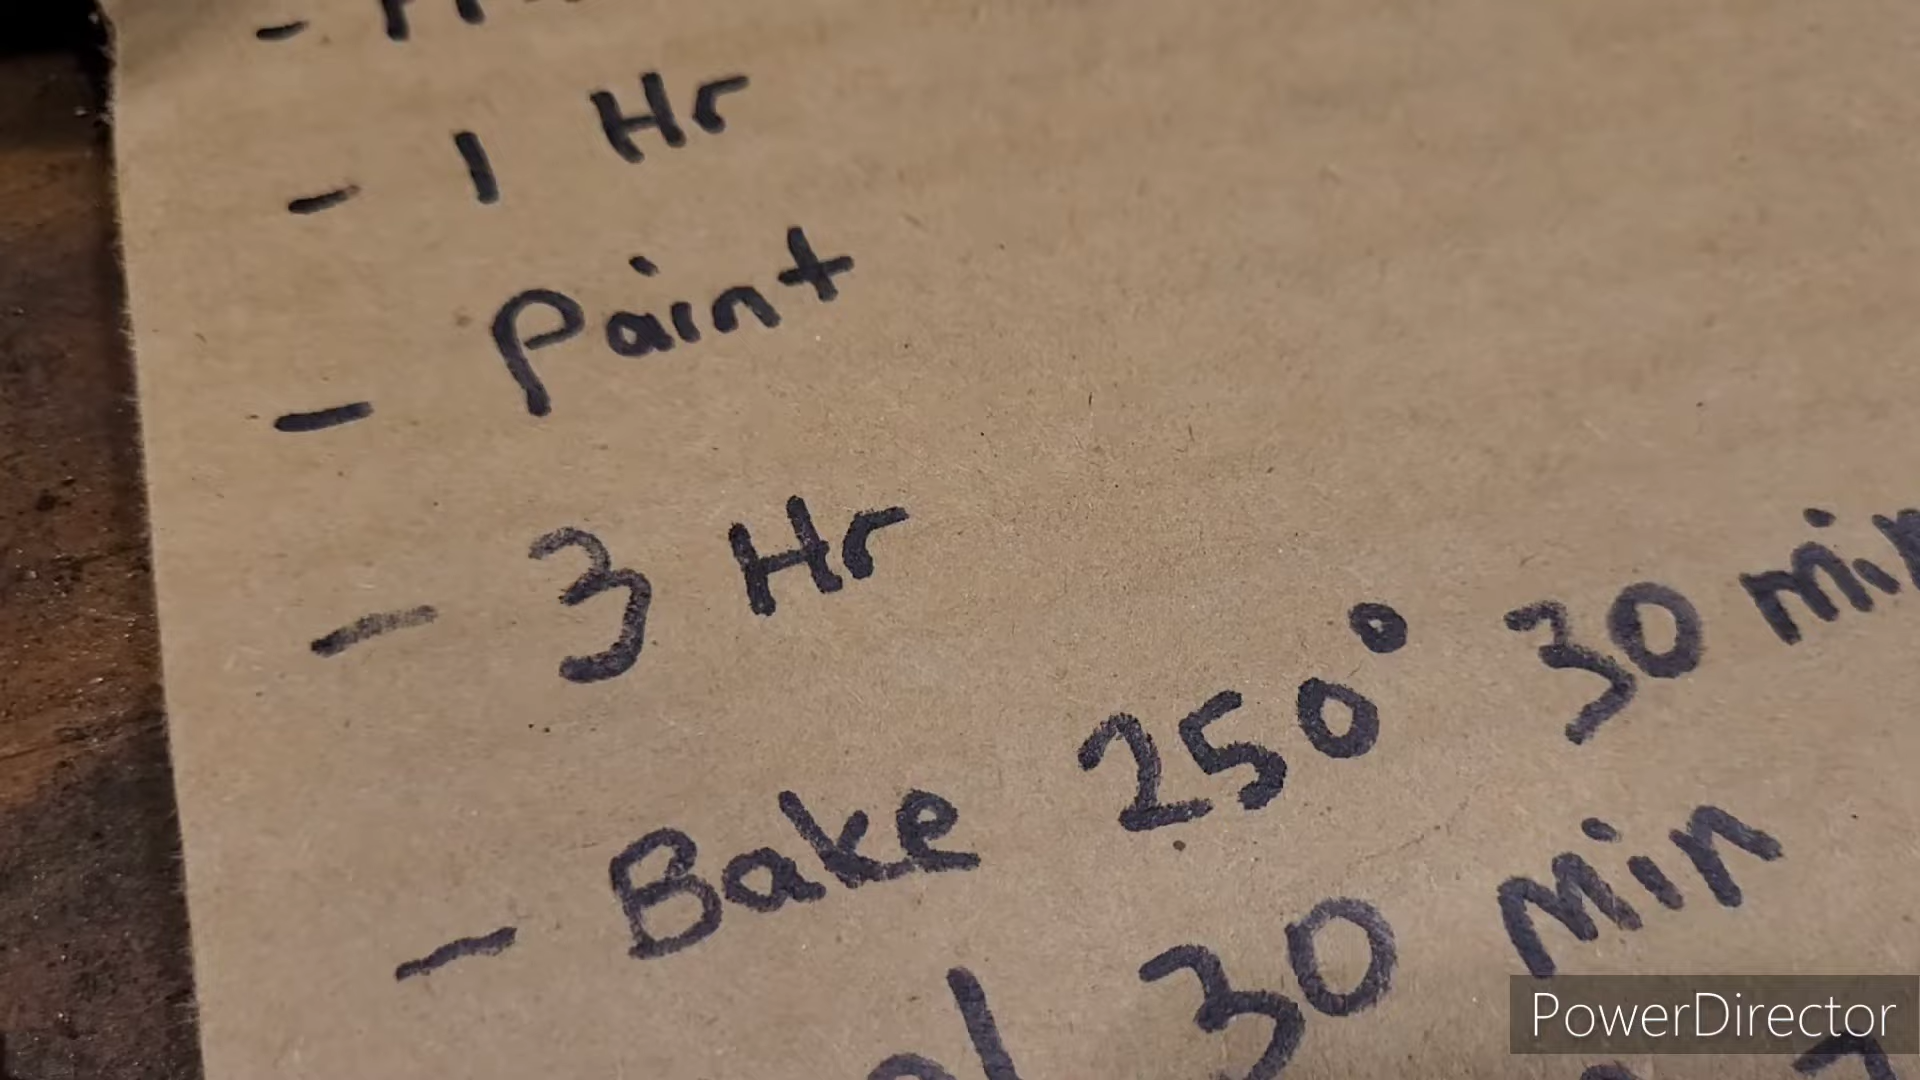 - 1 Hr
- Paint
- 3 Hr
- Bake 250° 30 min
30 Min
PowerDirector